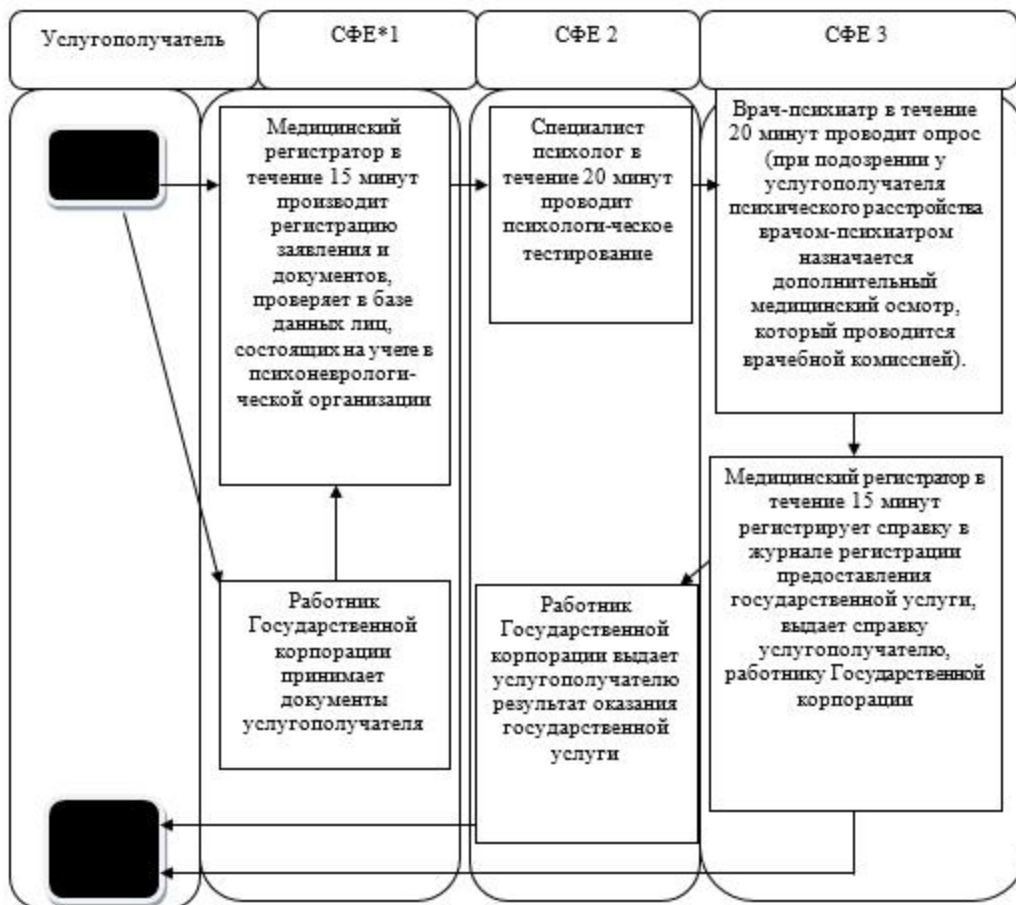 Услугополучатель
СФЕ*1
СФЕ 2
СФЕ 3
Медицинский
регистратор в
течение 15 минут
производит
регистрацию
заявления и
документов,
проверяет в базе
данных лиц,
состоящих на учете в
психоневрологи-
ческой организации
Специалист
психолог в
течение 20 минут
проводит
психологи-ческое
тестирование
Врач-психиатр в течение
20 минут проводит опрос
(при подозрении у
услугополучателя
психического расстройства
врачом-психиатром
назначается
дополнительный
медицинский осмотр,
который проводится
врачебной комиссией).
Работник
Государственной
корпорации
принимает
документы
услугополучателя
Работник
Государственной
корпорации выдает
услугополучателю
результат оказания
государственной
услуги
Медицинский регистратор в
течение 15 минут
регистрирует справку в
журнале регистрации
предоставления
государственной услуги,
выдает справку
услугополучателю,
работнику Государственной
корпорации